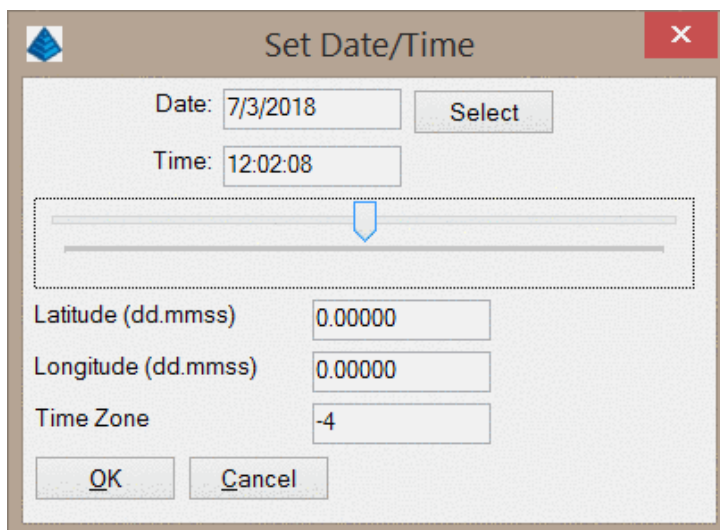 Set Date/Time
Date: 7/3/2018 Select
Time: 12:02:08
Latitude (dd.mmss) 0.00000
Longitude (dd.mmss) 0.00000
Time Zone -4
OK Cancel